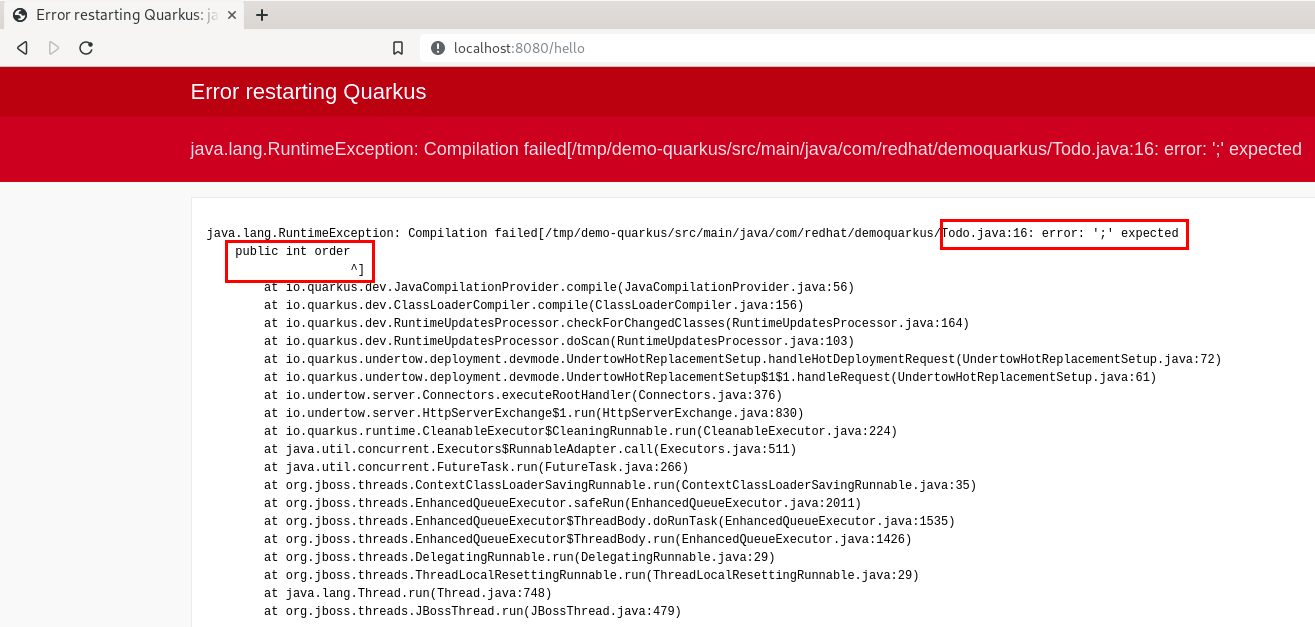 Error restarting Quarkus: ja
localhost:8080/hello
Error restarting Quarkus
java.lang.RuntimeException: Compilation failed[/tmp/demo-quarkus/src/main/java/com/redhat/demoquarkus/Todo.java:16: error: ';' expected
java.lang.RuntimeException: Compilation failed[/tmp/demo-quarkus/src/main/java/com/redhat/demoquarkus/Todo.java:16: error: ';' expected
public int order
^]
at io.quarkus.dev.JavaCompilationProvider.compile(JavaCompilationProvider.java:56)
at io.quarkus.dev.ClassLoaderCompiler.compile(ClassLoaderCompiler.java:156)
at io.quarkus.dev.RuntimeUpdatesProcessor.checkForChangedClasses(RuntimeUpdatesProcessor.java:164)
at io.quarkus.dev.RuntimeUpdatesProcessor.doScan(RuntimeUpdatesProcessor.java:103)
at io.quarkus.undertow.deployment.devmode.UndertowHotReplacementSetup.handleHotDeploymentRequest(UndertowHotReplacementSetup.java:72)
at io.quarkus.undertow.deployment.devmode.UndertowHotReplacementSetup$1$1.handleRequest(UndertowHotReplacementSetup.java:61)
at io.undertow.server.Connectors.executeRootHandler(Connectors.java:376)
at io.undertow.server.HttpServerExchange$1.run(HttpServerExchange.java:830)
at io.quarkus.runtime.CleanableExecutor$CleaningRunnable.run(CleanableExecutor.java:224)
at java.util.concurrent.Executors$RunnableAdapter.call(Executors.java:511)
at java.util.concurrent.FutureTask.run(FutureTask.java:266)
at org.jboss.threads.ContextClassLoaderSavingRunnable.run(ContextClassLoaderSavingRunnable.java:35)
at org.jboss.threads.EnhancedQueueExecutor.safeRun(EnhancedQueueExecutor.java:2011)
at org.jboss.threads.EnhancedQueueExecutor$ThreadBody.doRunTask(EnhancedQueueExecutor.java:1535)
at org.jboss.threads.EnhancedQueueExecutor$ThreadBody.run(EnhancedQueueExecutor.java:1426)
at org.jboss.threads.DelegatingRunnable.run(DelegatingRunnable.java:29)
at org.jboss.threads.ThreadLocalResettingRunnable.run(ThreadLocalResettingRunnable.java:29)
at java.lang.Thread.run(Thread.java:748)
at org.jboss.threads.JBossThread.run(JBossThread.java:479)